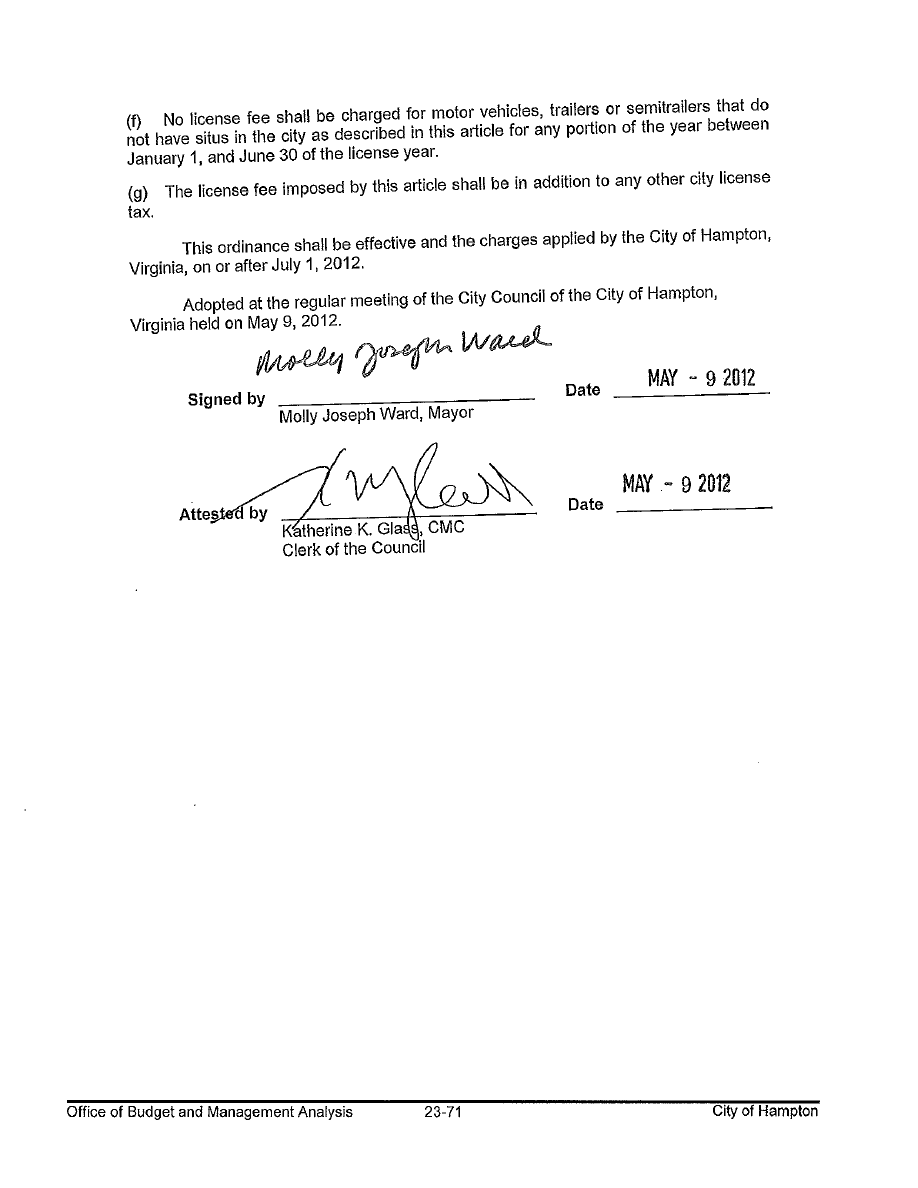 (f) No license fee shall be charged for motor vehicles, trailers or semitrailers that do
not have situs in the city as described in this article for any portion of the year between
January 1, and June 30 of the license year.
(g) The license fee imposed by this article shall be in addition to any other city license
tax.
This ordinance shall be effective and the charges applied by the City of Hampton,
Virginia, on or after July 1, 2012.
Adopted at the regular meeting of the City Council of the City of Hampton,
Virginia held on May 9, 2012.
Molly Joseph Ward
Signed by Date MAY - 9 2012
Molly Joseph Ward, Mayor
Attested by Date MAY - 9 2012
Katherine K. Glass, CMC
Clerk of the Council
Office of Budget and Management Analysis 23-71 City of Hampton